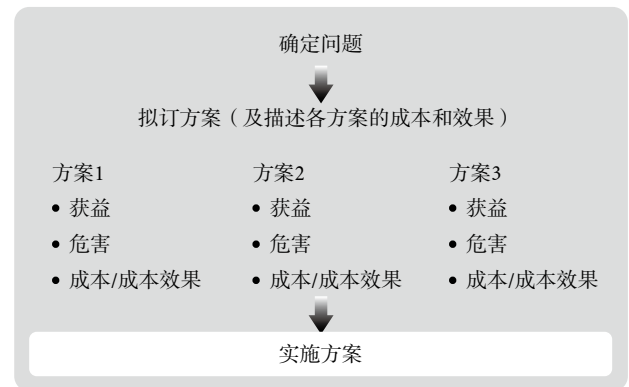 确定问题
拟订方案（及描述各方案的成本和效果）
方案1 方案2 方案3
• 获益 • 获益 • 获益
• 危害 • 危害 • 危害
• 成本/成本效果 • 成本/成本效果 • 成本/成本效果
实施方案